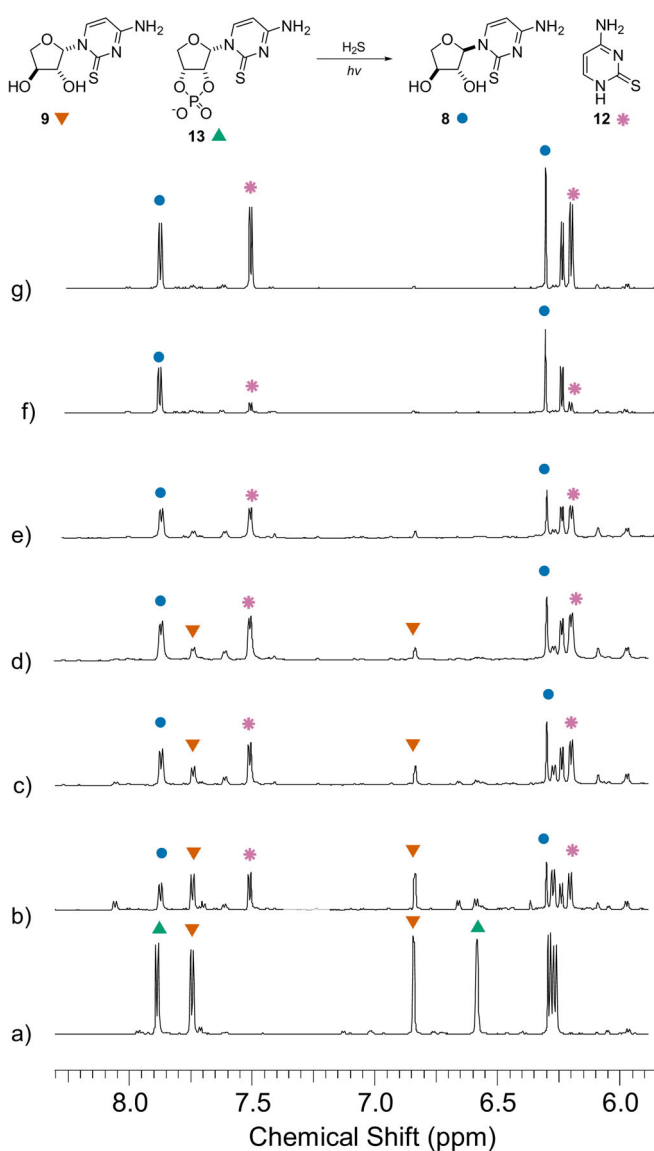 NH₂
NH₂
H₂S
NH₂
NH₂
O
N
N
O
N
N
hν
O
N
N
N
S
S
S
N
H
S
HO
OH
O
O
HO
OH
P
⁻O
O
9
13
8
12
g)
f)
e)
d)
c)
b)
a)
8.0 7.5 7.0 6.5 6.0
Chemical Shift (ppm)